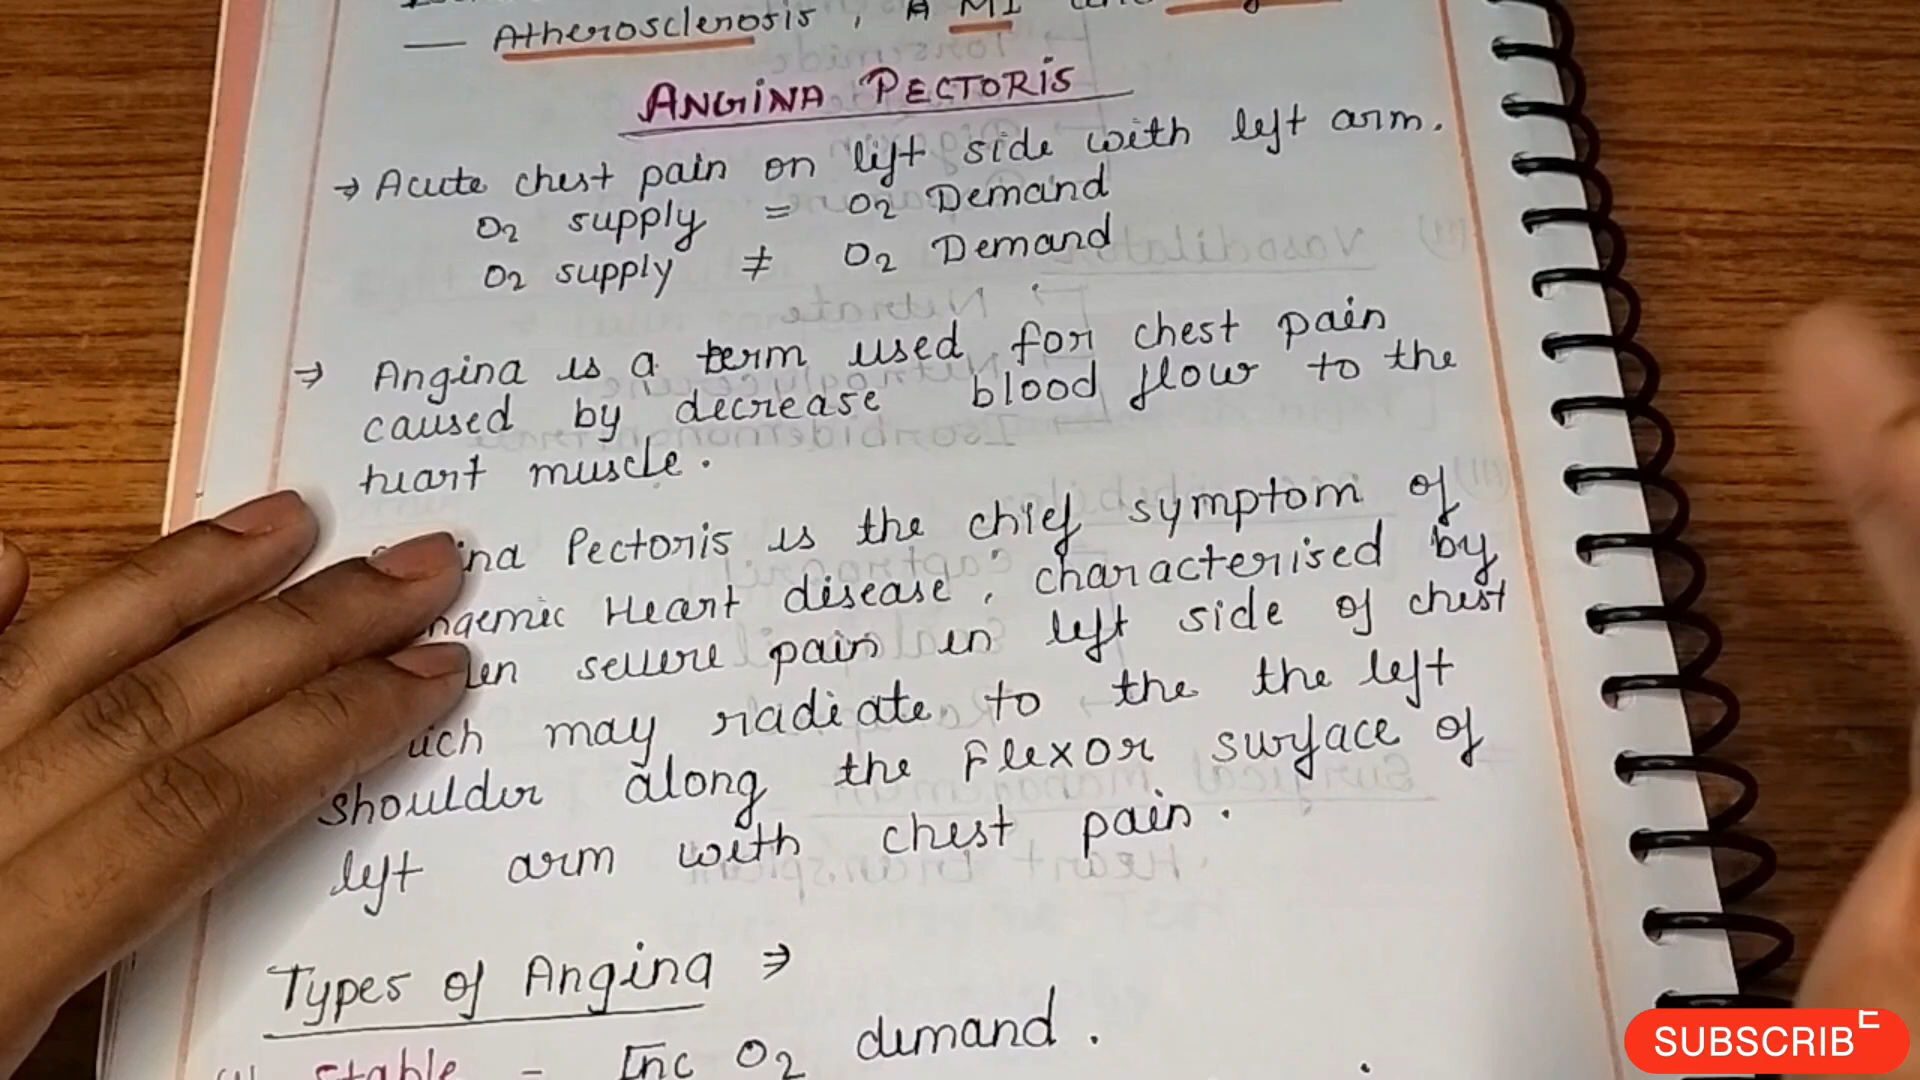 — Atherosclerosis, A MI
ANGINA PECTORIS
→ Acute chest pain on left side with left arm.
O2 supply = O2 Demand
O2 supply ≠ O2 Demand
→ Angina is a term used for chest pain
caused by decrease blood flow to the
heart muscle.
Pectoris is the chief symptom of
Heart disease, characterised by
severe pain in left side of chest
may radiate to the the left
shoulder along the Flexor surface of
left arm with chest pain.
Types of Angina ⇒
stable - Inc O2 demand.
SUBSCRIBE